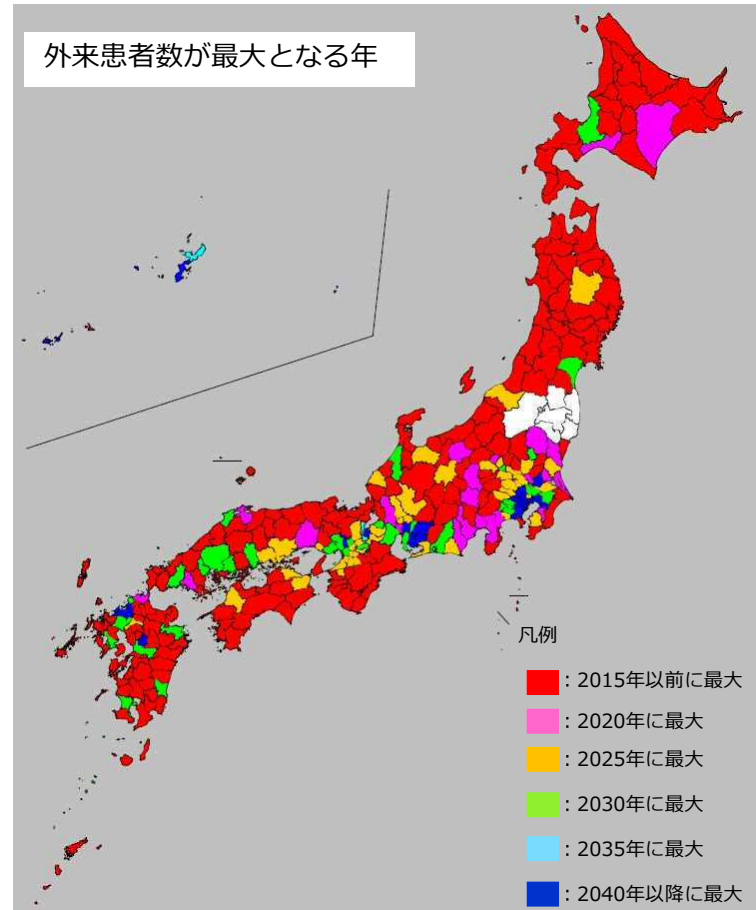 外来患者数が最大となる年
凡例
：2015年以前に最大
：2020年に最大
：2025年に最大
：2030年に最大
：2035年に最大
：2040年以降に最大